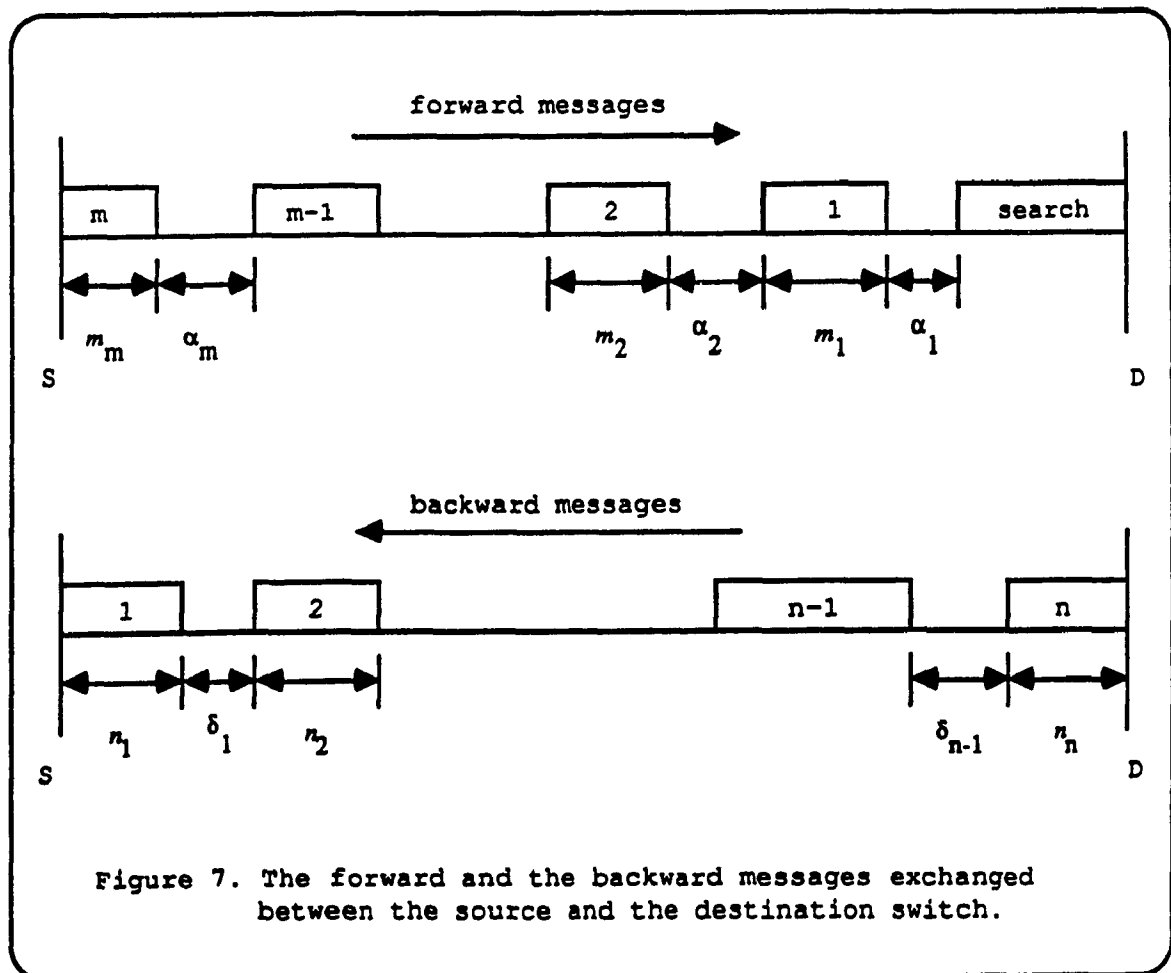 forward messages
m m-1 2 1 search
m_m α_m m_2 α_2 m_1 α_1
S D
backward messages
1 2 n-1 n
n_1 δ_1 n_2 δ_n-1 n_n
S D
Figure 7. The forward and the backward messages exchanged
between the source and the destination switch.